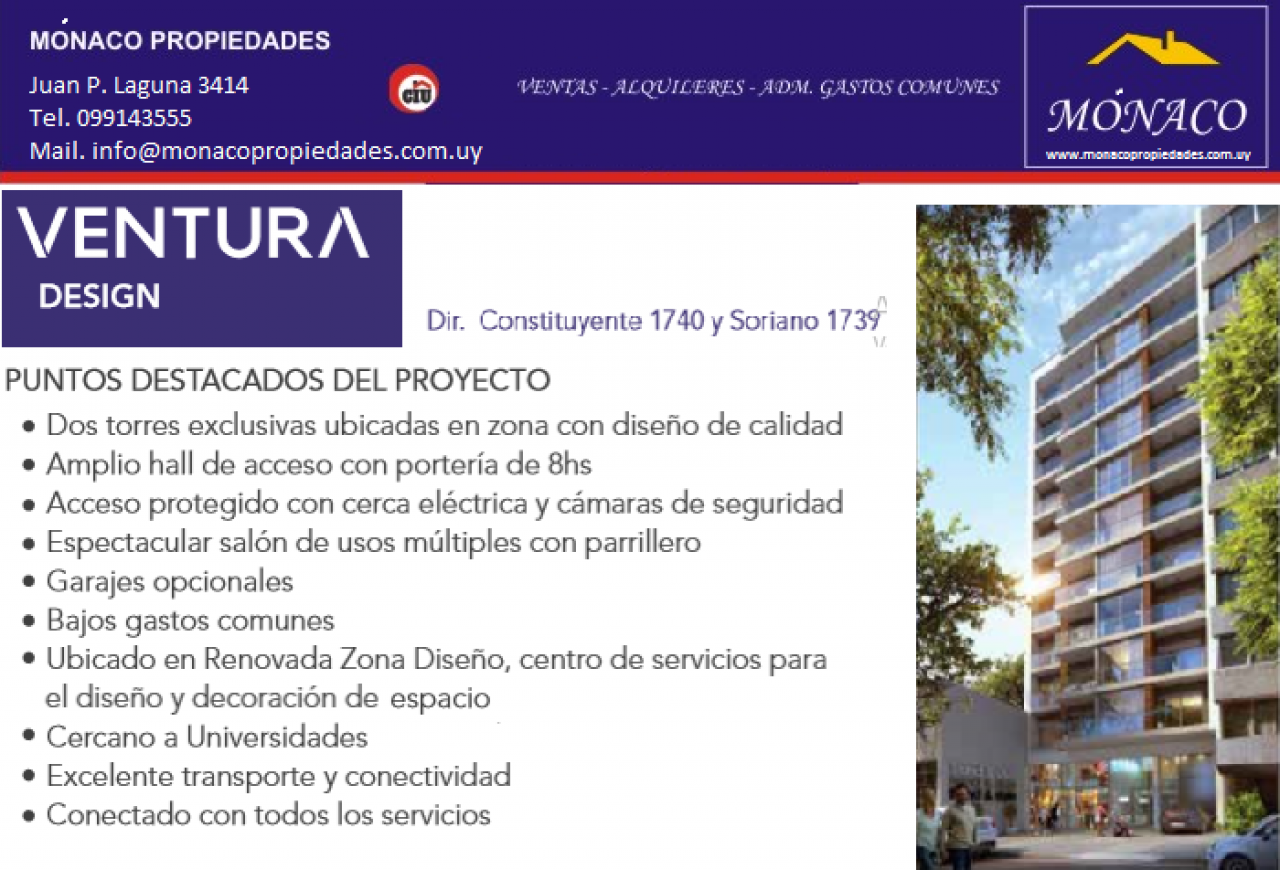 MÓNACO PROPIEDADES
Juan P. Laguna 3414
Tel. 099143555
Mail. info@monacopropiedades.com.uy
CIU
VENTAS - ALQUILERES - ADM. GASTOS COMUNES
MÓNACO
www.monacopropiedades.com.uy
VENTURA
DESIGN
Dir. Constituyente 1740 y Soriano 1739
PUNTOS DESTACADOS DEL PROYECTO
• Dos torres exclusivas ubicadas en zona con diseño de calidad
• Amplio hall de acceso con portería de 8hs
• Acceso protegido con cerca eléctrica y cámaras de seguridad
• Espectacular salón de usos múltiples con parrillero
• Garajes opcionales
• Bajos gastos comunes
• Ubicado en Renovada Zona Diseño, centro de servicios para
el diseño y decoración de espacio
• Cercano a Universidades
• Excelente transporte y conectividad
• Conectado con todos los servicios